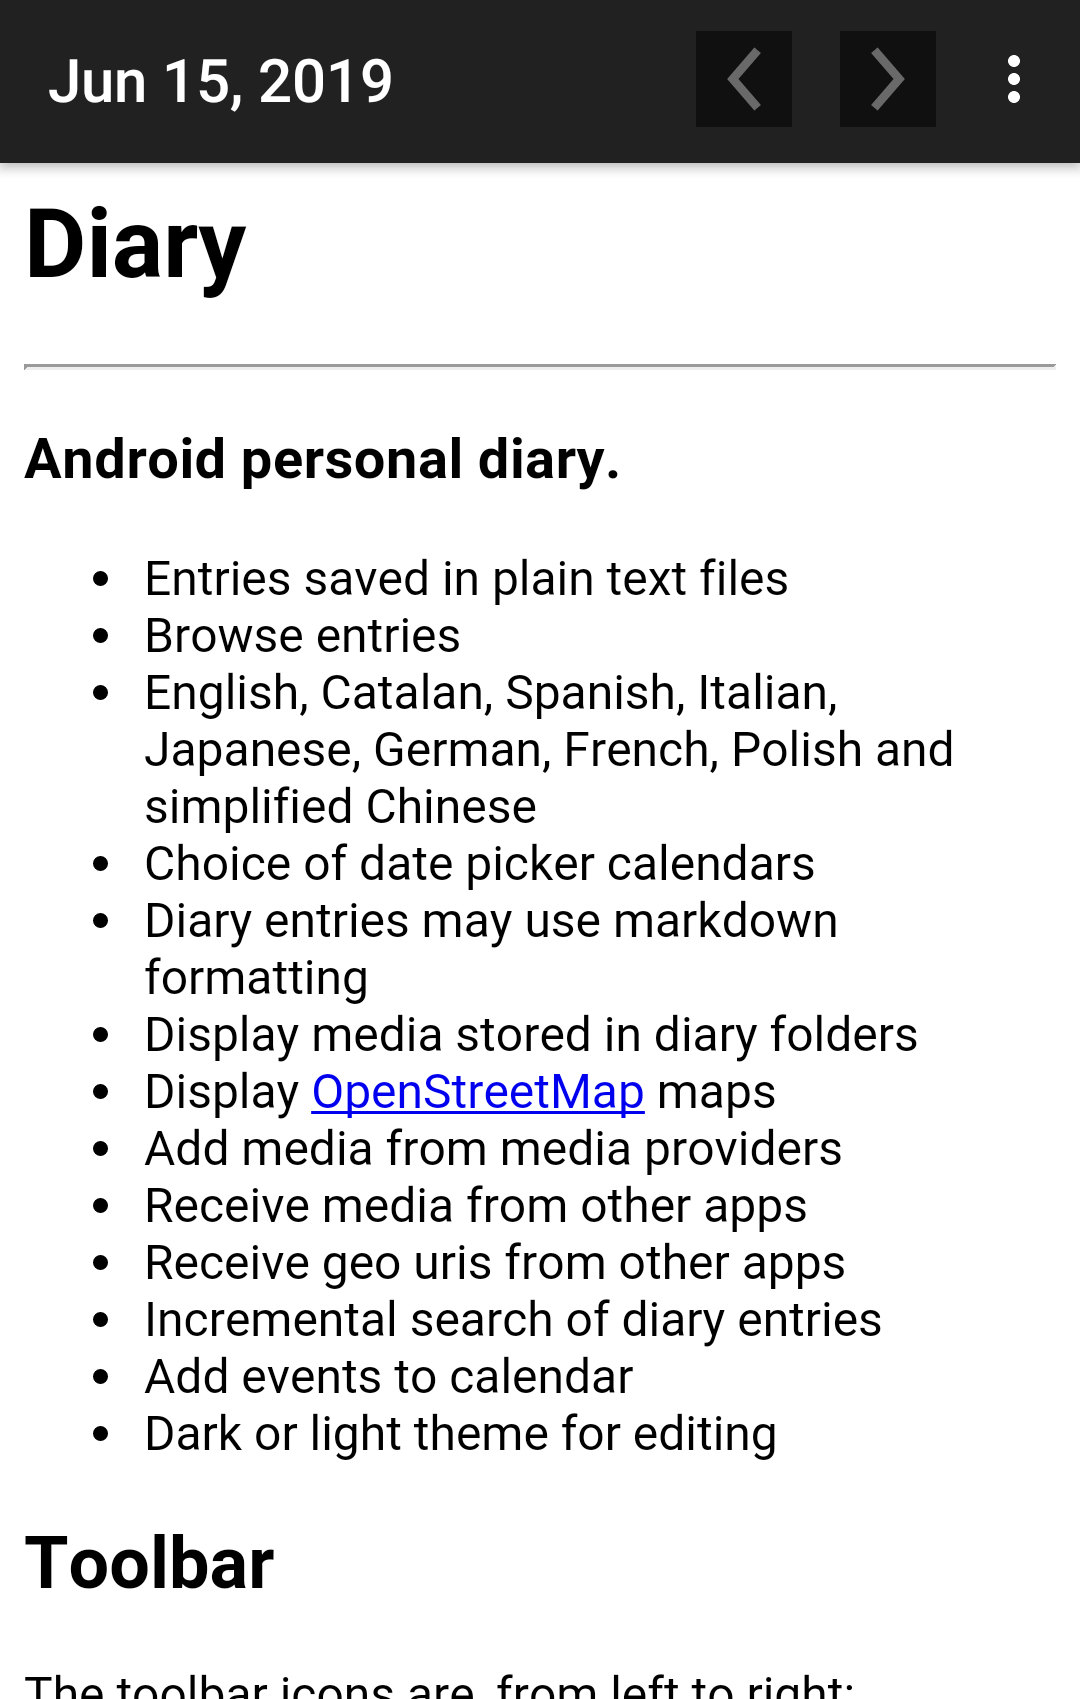 Jun 15, 2019
Diary
Android personal diary.
Entries saved in plain text files
Browse entries
English, Catalan, Spanish, Italian,
Japanese, German, French, Polish and
simplified Chinese
Choice of date picker calendars
Diary entries may use markdown
formatting
Display media stored in diary folders
Display OpenStreetMap maps
Add media from media providers
Receive media from other apps
Receive geo uris from other apps
Incremental search of diary entries
Add events to calendar
Dark or light theme for editing
Toolbar
The toolbar icons are, from left to right: